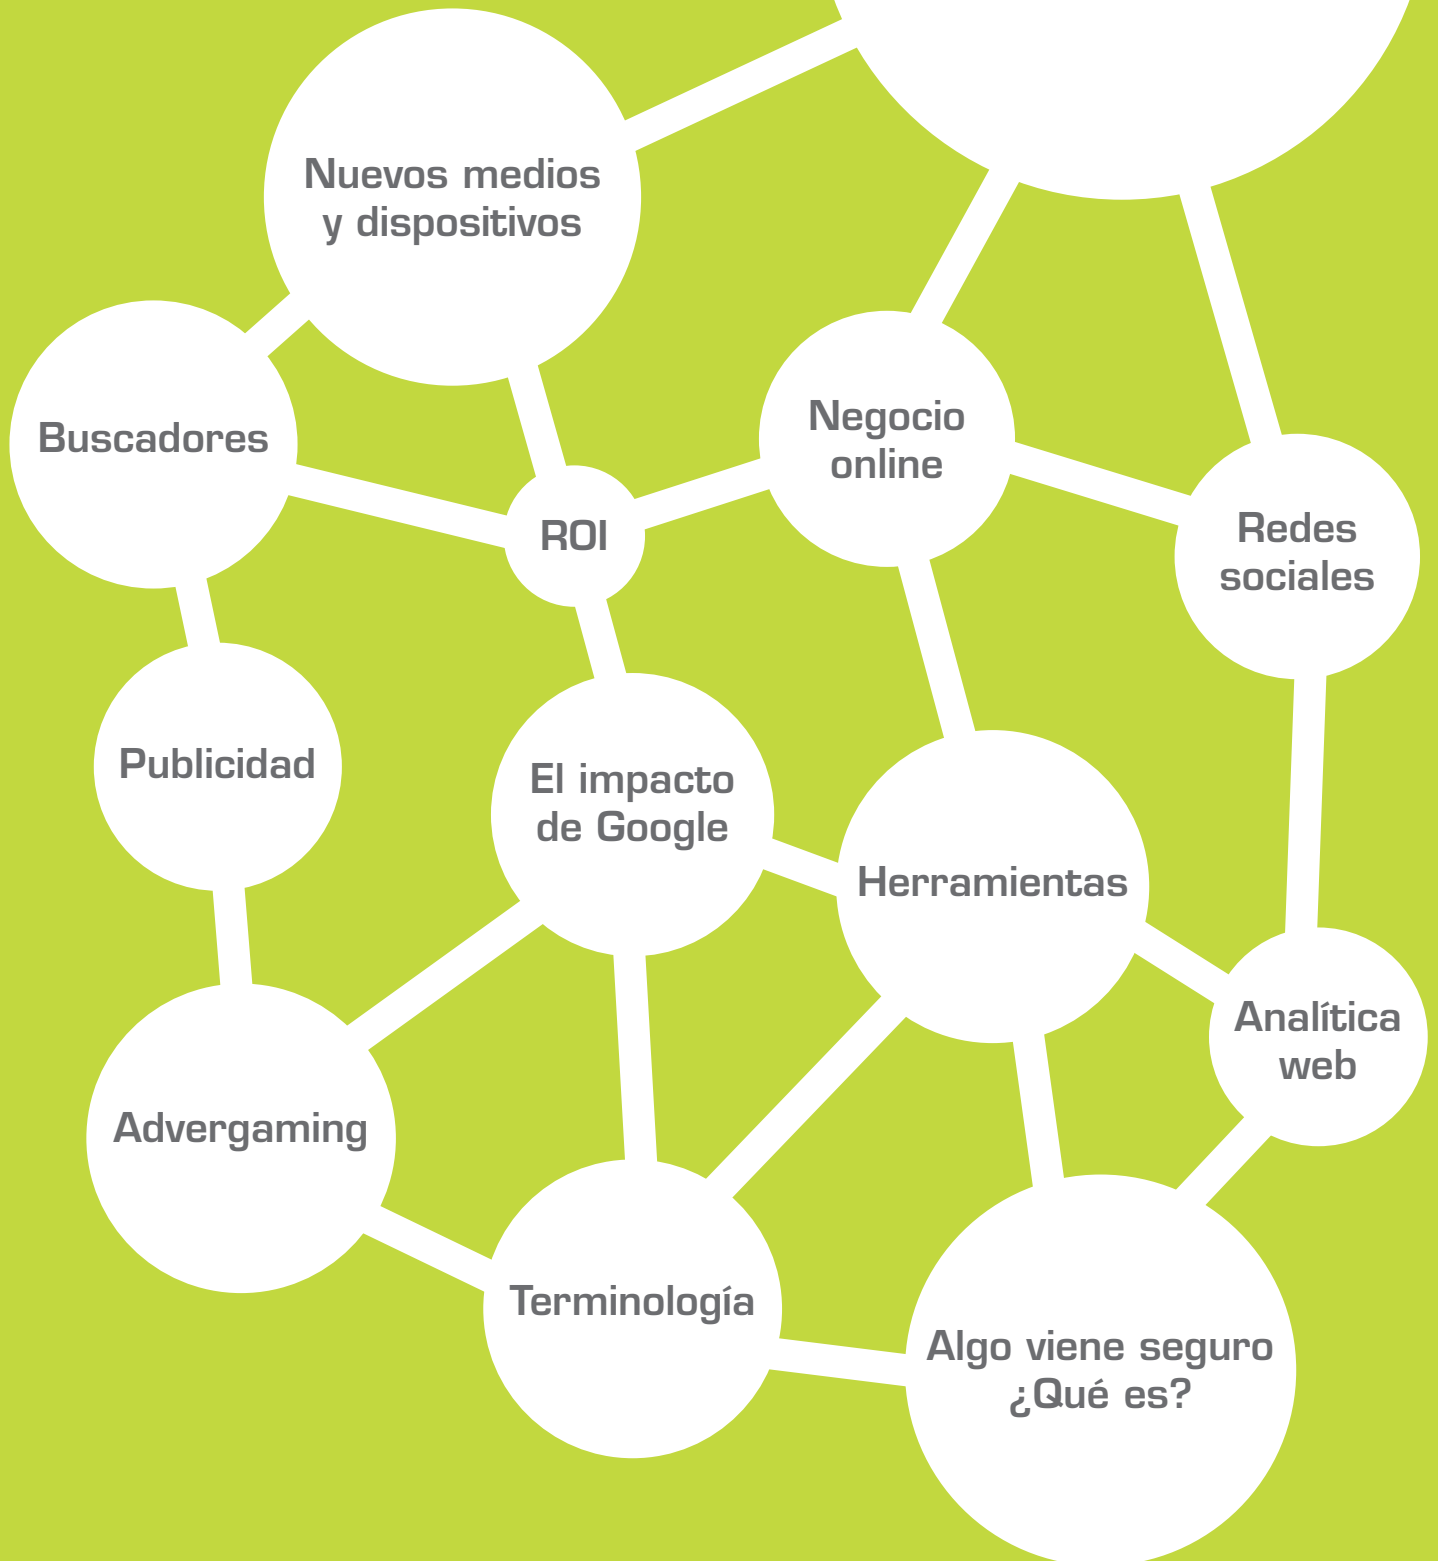 Nuevos medios
y dispositivos
Buscadores
Negocio
online
ROI
Redes
sociales
Publicidad
El impacto
de Google
Herramientas
Analítica
web
Advergaming
Terminología
Algo viene seguro
¿Qué es?